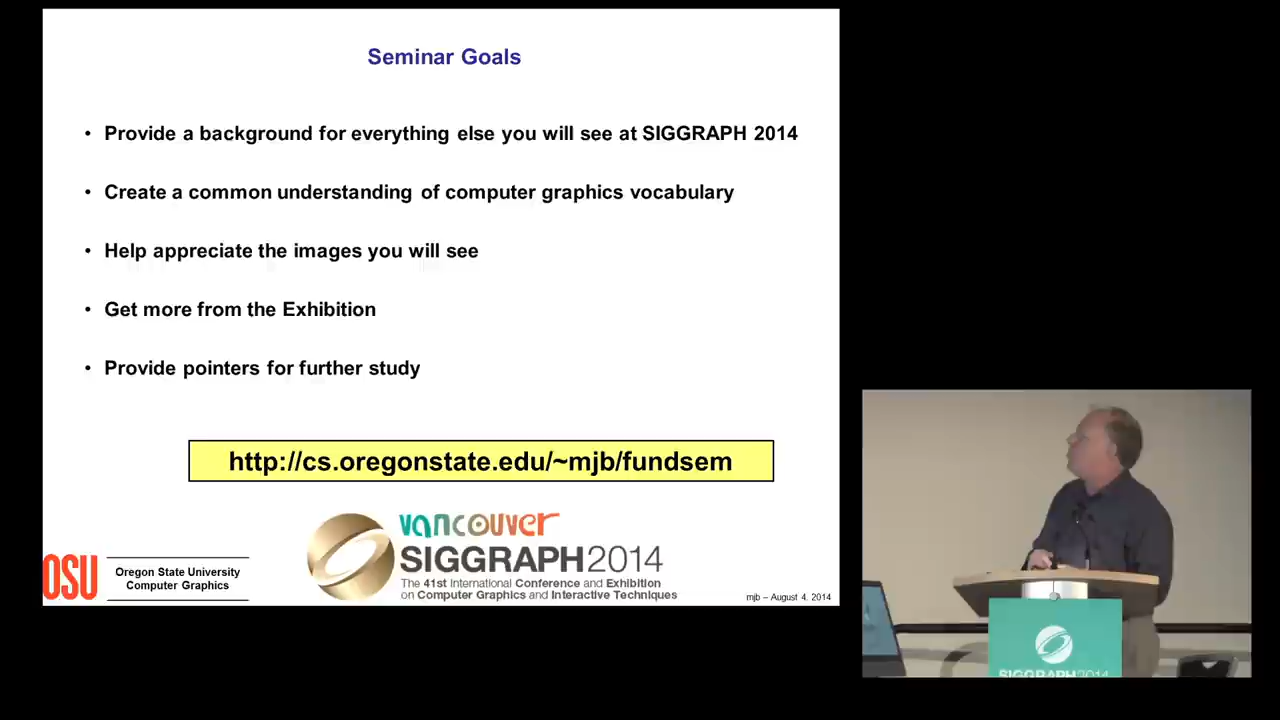 Seminar Goals
• Provide a background for everything else you will see at SIGGRAPH 2014
• Create a common understanding of computer graphics vocabulary
• Help appreciate the images you will see
• Get more from the Exhibition
• Provide pointers for further study
http://cs.oregonstate.edu/~mjb/fundsem
OSU
Oregon State University
Computer Graphics
vancouver
SIGGRAPH2014
The 41st International Conference and Exhibition
on Computer Graphics and Interactive Techniques
mjb – August 4, 2014
SIGGRAPH2014